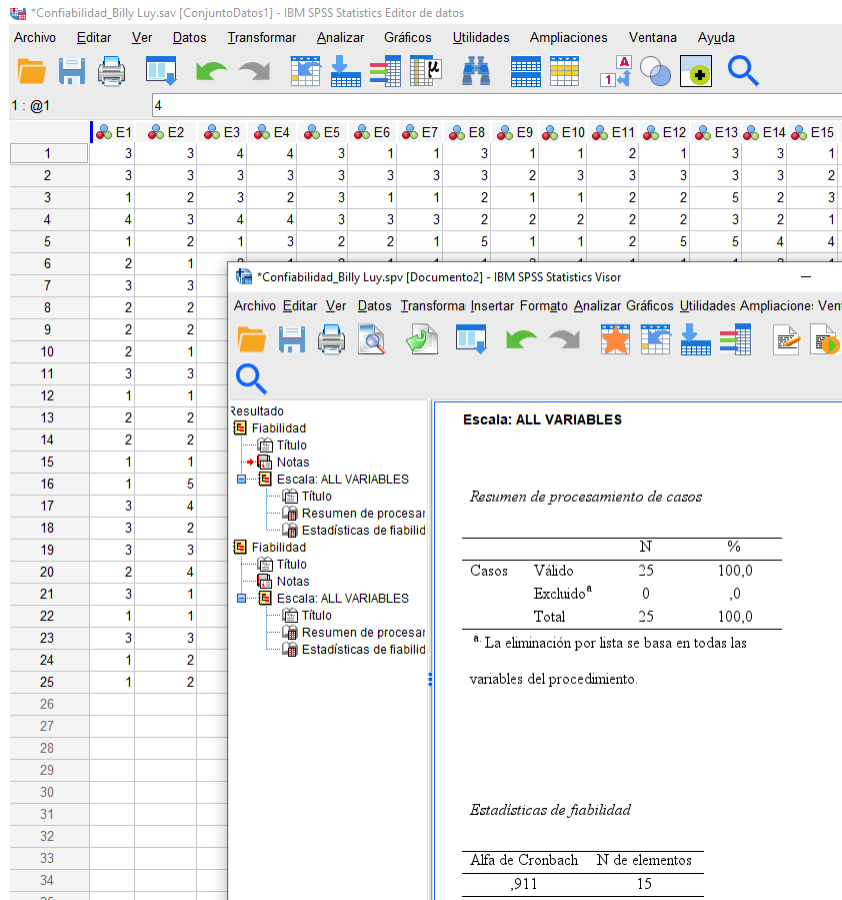 *Confiabilidad_Billy Luy.sav [ConjuntoDatos1] - IBM SPSS Statistics Editor de datos
Archivo Editar Ver Datos Transformar Analizar Gráficos Utilidades Ampliaciones Ventana Ayuda
1 : @1 4
E1 E2 E3 E4 E5 E6 E7 E8 E9 E10 E11 E12 E13 E14 E15
1 3 3 4 4 3 1 1 3 1 1 2 1 3 3 1
2 3 3 3 3 3 3 3 3 2 3 3 3 3 3 2
3 1 2 3 2 3 1 1 2 1 1 2 2 5 2 3
4 4 3 4 4 3 3 3 2 2 2 2 2 3 2 1
5 1 2 1 3 2 2 1 5 1 1 2 5 5 4 4
6 2 1
7 3 3
8 2 2
9 2 2
10 2 1
11 3 3
12 1 1
13 2 2
14 2 2
15 1 1
16 1 5
17 3 4
18 3 2
19 3 3
20 2 4
21 3 1
22 1 1
23 3 3
24 1 2
25 1 2
26
27
28
29
30
31
32
33
34
*Confiabilidad_Billy Luy.spv [Documento2] - IBM SPSS Statistics Visor
Archivo Editar Ver Datos Transforma Insertar Formato Analizar Gráficos Utilidades Ampliacione: Ven
Resultado
Fiabilidad
Título
Notas
Escala: ALL VARIABLES
Título
Resumen de procesar
Estadísticas de fiabilid
Fiabilidad
Título
Notas
Escala: ALL VARIABLES
Título
Resumen de procesar
Estadísticas de fiabilid
Escala: ALL VARIABLES
Resumen de procesamiento de casos
N %
Casos Válido 25 100,0
Excluido a 0 ,0
Total 25 100,0
a. La eliminación por lista se basa en todas las
variables del procedimiento.
Estadísticas de fiabilidad
Alfa de Cronbach N de elementos
,911 15